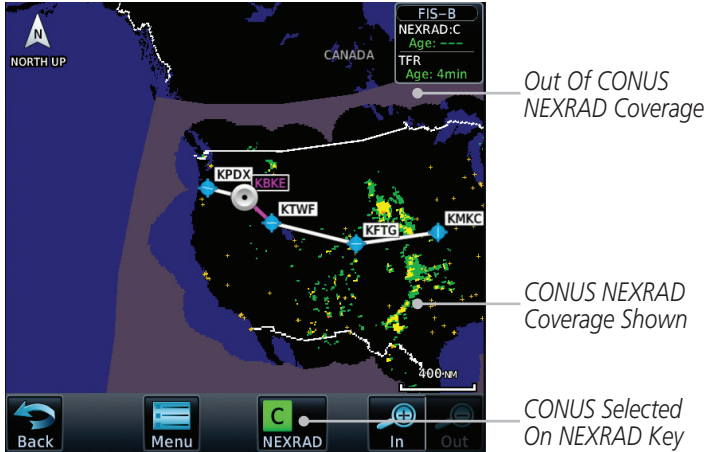 N
NORTH UP
CANADA
FIS–B
NEXRAD:C
Age: –––
TFR
Age: 4min
Out Of CONUS
NEXRAD Coverage
KPDX
KBKE
KTWF
KFTG
KMKC
CONUS NEXRAD
Coverage Shown
400NM
Back
Menu
C
NEXRAD
In
Out
CONUS Selected
On NEXRAD Key